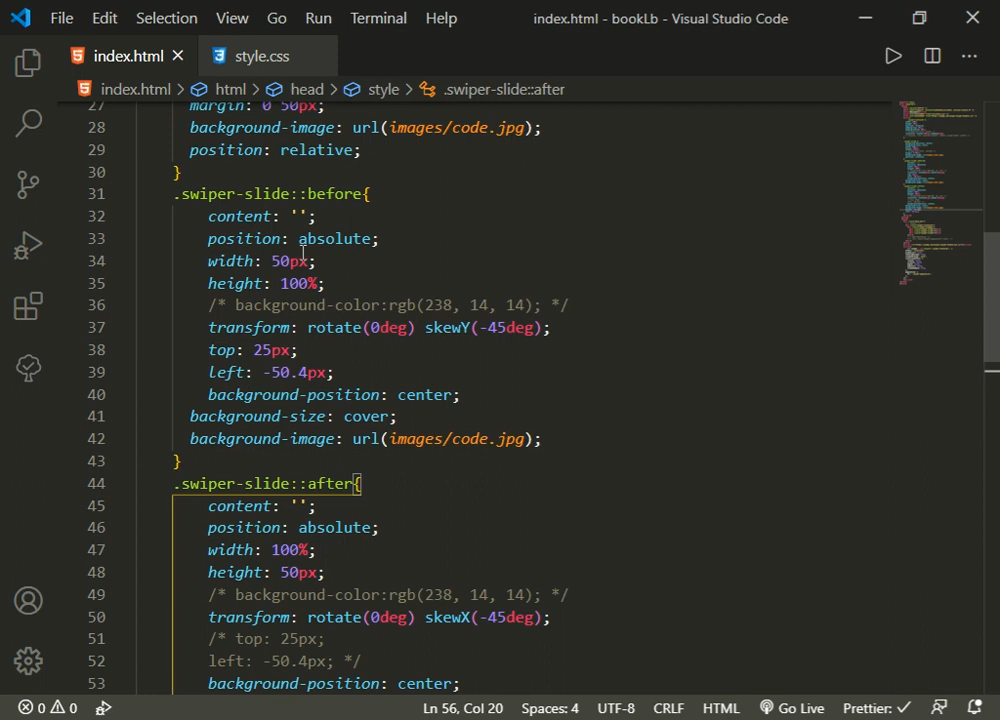 File Edit Selection View Go Run Terminal Help index.html - bookLb - Visual Studio Code
index.html style.css
index.html > html > head > style > .swiper-slide::after
27 margin: 0 50px;
28 background-image: url(images/code.jpg);
29 position: relative;
30 }
31 .swiper-slide::before{
32 content: '';
33 position: absolute;
34 width: 50px;
35 height: 100%;
36 /* background-color:rgb(238, 14, 14); */
37 transform: rotate(0deg) skewY(-45deg);
38 top: 25px;
39 left: -50.4px;
40 background-position: center;
41 background-size: cover;
42 background-image: url(images/code.jpg);
43 }
44 .swiper-slide::after{
45 content: '';
46 position: absolute;
47 width: 100%;
48 height: 50px;
49 /* background-color:rgb(238, 14, 14); */
50 transform: rotate(0deg) skewX(-45deg);
51 /* top: 25px;
52 left: -50.4px; */
53 background-position: center;
0 0 Ln 56, Col 20 Spaces: 4 UTF-8 CRLF HTML Go Live Prettier: